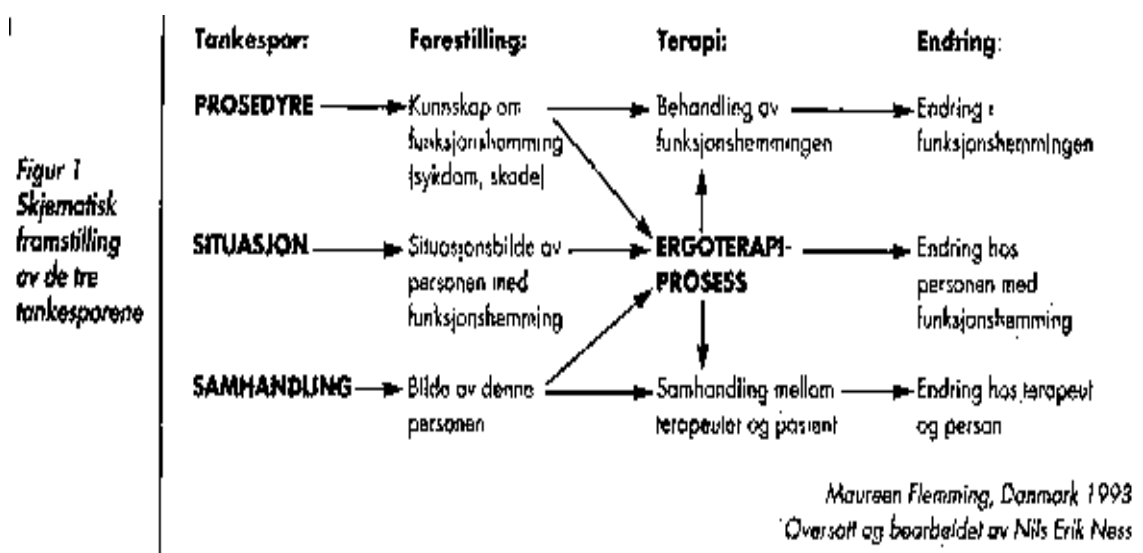 Figur 1
Skjematisk
framstilling
av de tre
tankesporene
Tankespor: Forestilling: Terapi: Endring:
PROSEDYRE Kunnskap om Behandling av Endring i
funksjonshemming funksjonshemmingen funksjonshemmingen
(sykdom, skade)
SITUASJON Situasjonsbilde av ERGOTERAPI- Endring hos
personen med PROSESS personen med
funksjonshemming funksjonshemming
SAMHANDLING Bilde av denne Samhandling mellom Endring hos terapeut
personen terapeuter og pasient og person
Maureen Flemming, Danmark 1993
Oversatt og bearbeidet av Nils Erik Ness